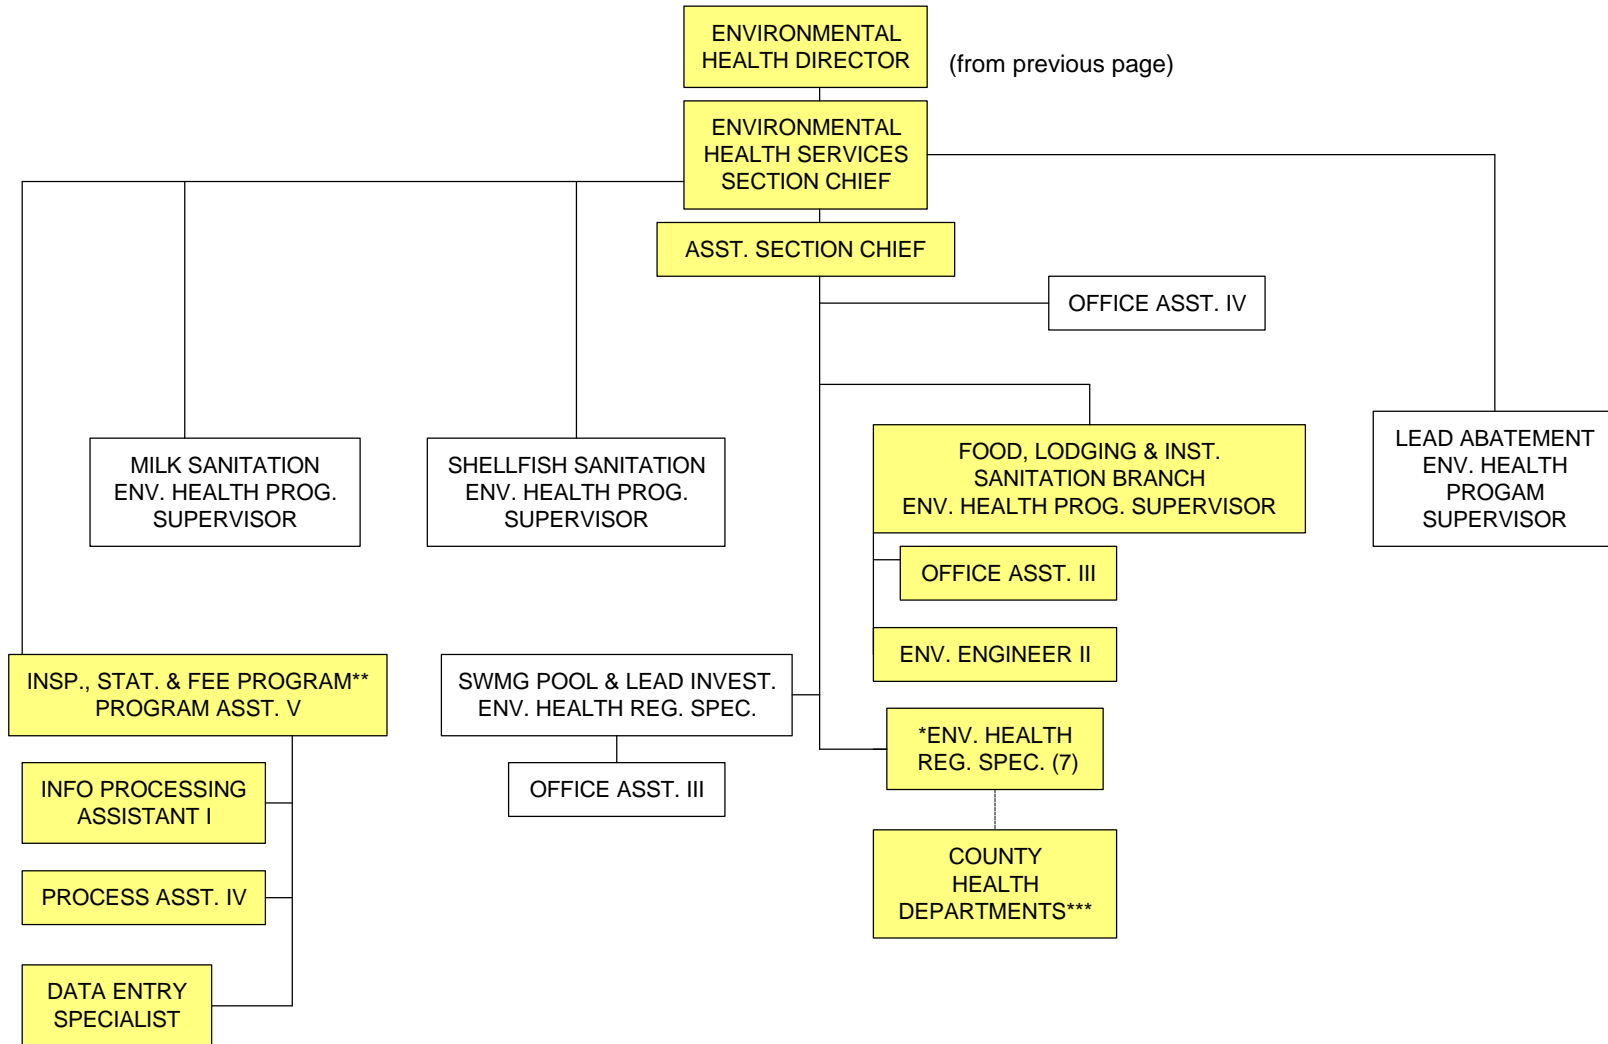 ENVIRONMENTAL
HEALTH DIRECTOR
(from previous page)
ENVIRONMENTAL
HEALTH SERVICES
SECTION CHIEF
ASST. SECTION CHIEF
OFFICE ASST. IV
MILK SANITATION
ENV. HEALTH PROG.
SUPERVISOR
SHELLFISH SANITATION
ENV. HEALTH PROG.
SUPERVISOR
FOOD, LODGING & INST.
SANITATION BRANCH
ENV. HEALTH PROG. SUPERVISOR
LEAD ABATEMENT
ENV. HEALTH
PROGAM
SUPERVISOR
OFFICE ASST. III
ENV. ENGINEER II
INSP., STAT. & FEE PROGRAM**
PROGRAM ASST. V
SWMG POOL & LEAD INVEST.
ENV. HEALTH REG. SPEC.
*ENV. HEALTH
REG. SPEC. (7)
INFO PROCESSING
ASSISTANT I
OFFICE ASST. III
PROCESS ASST. IV
COUNTY
HEALTH
DEPARTMENTS***
DATA ENTRY
SPECIALIST